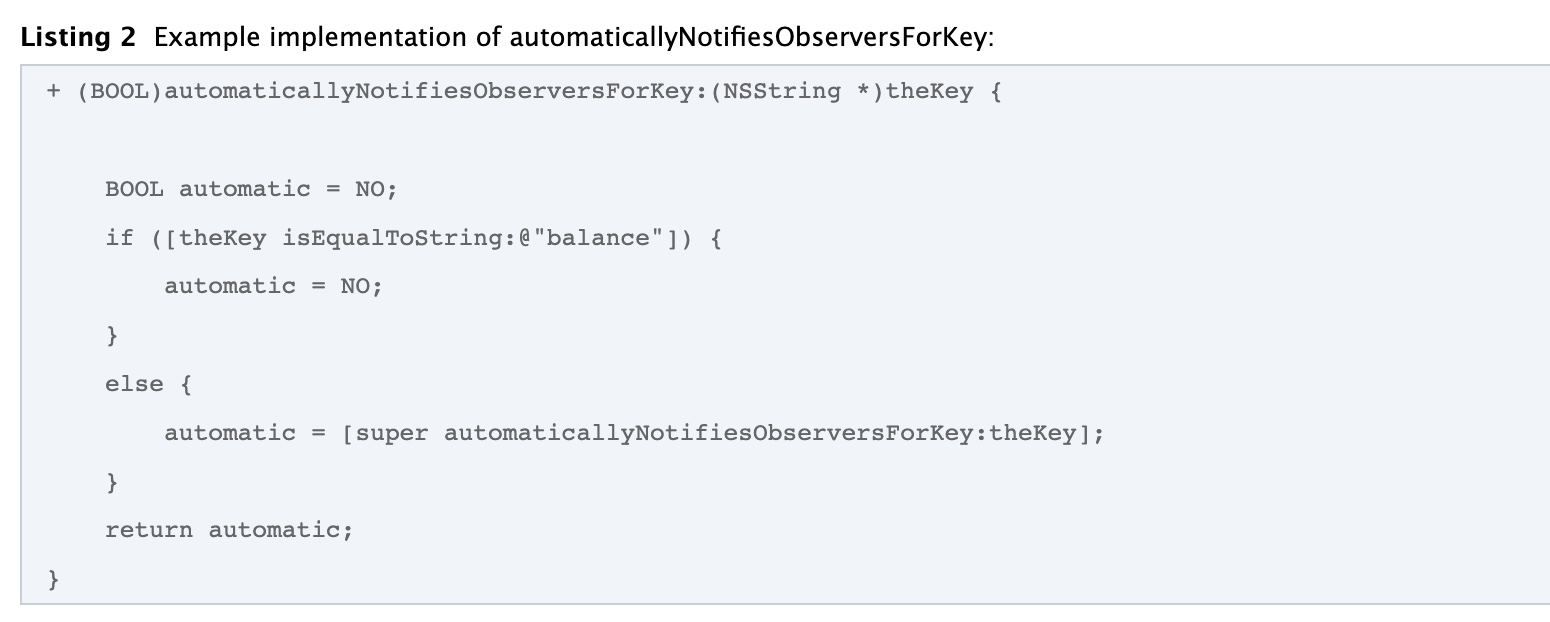 Listing 2 Example implementation of automaticallyNotifiesObserversForKey:
+ (BOOL)automaticallyNotifiesObserversForKey:(NSString *)theKey {
BOOL automatic = NO;
if ([theKey isEqualToString:@"balance"]) {
automatic = NO;
}
else {
automatic = [super automaticallyNotifiesObserversForKey:theKey];
}
return automatic;
}